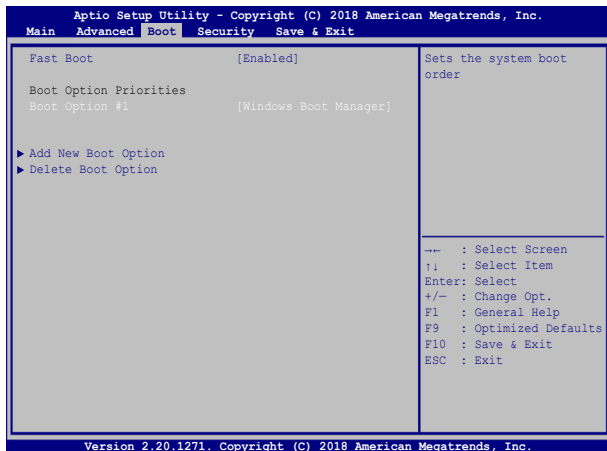 Aptio Setup Utility - Copyright (C) 2018 American Megatrends, Inc.
Main Advanced Boot Security Save & Exit
Fast Boot [Enabled]
Boot Option Priorities
Boot Option #1 [Windows Boot Manager]
▶ Add New Boot Option
▶ Delete Boot Option
Sets the system boot
order
→← : Select Screen
↑↓ : Select Item
Enter: Select
+/— : Change Opt.
F1 : General Help
F9 : Optimized Defaults
F10 : Save & Exit
ESC : Exit
Version 2.20.1271. Copyright (C) 2018 American Megatrends, Inc.